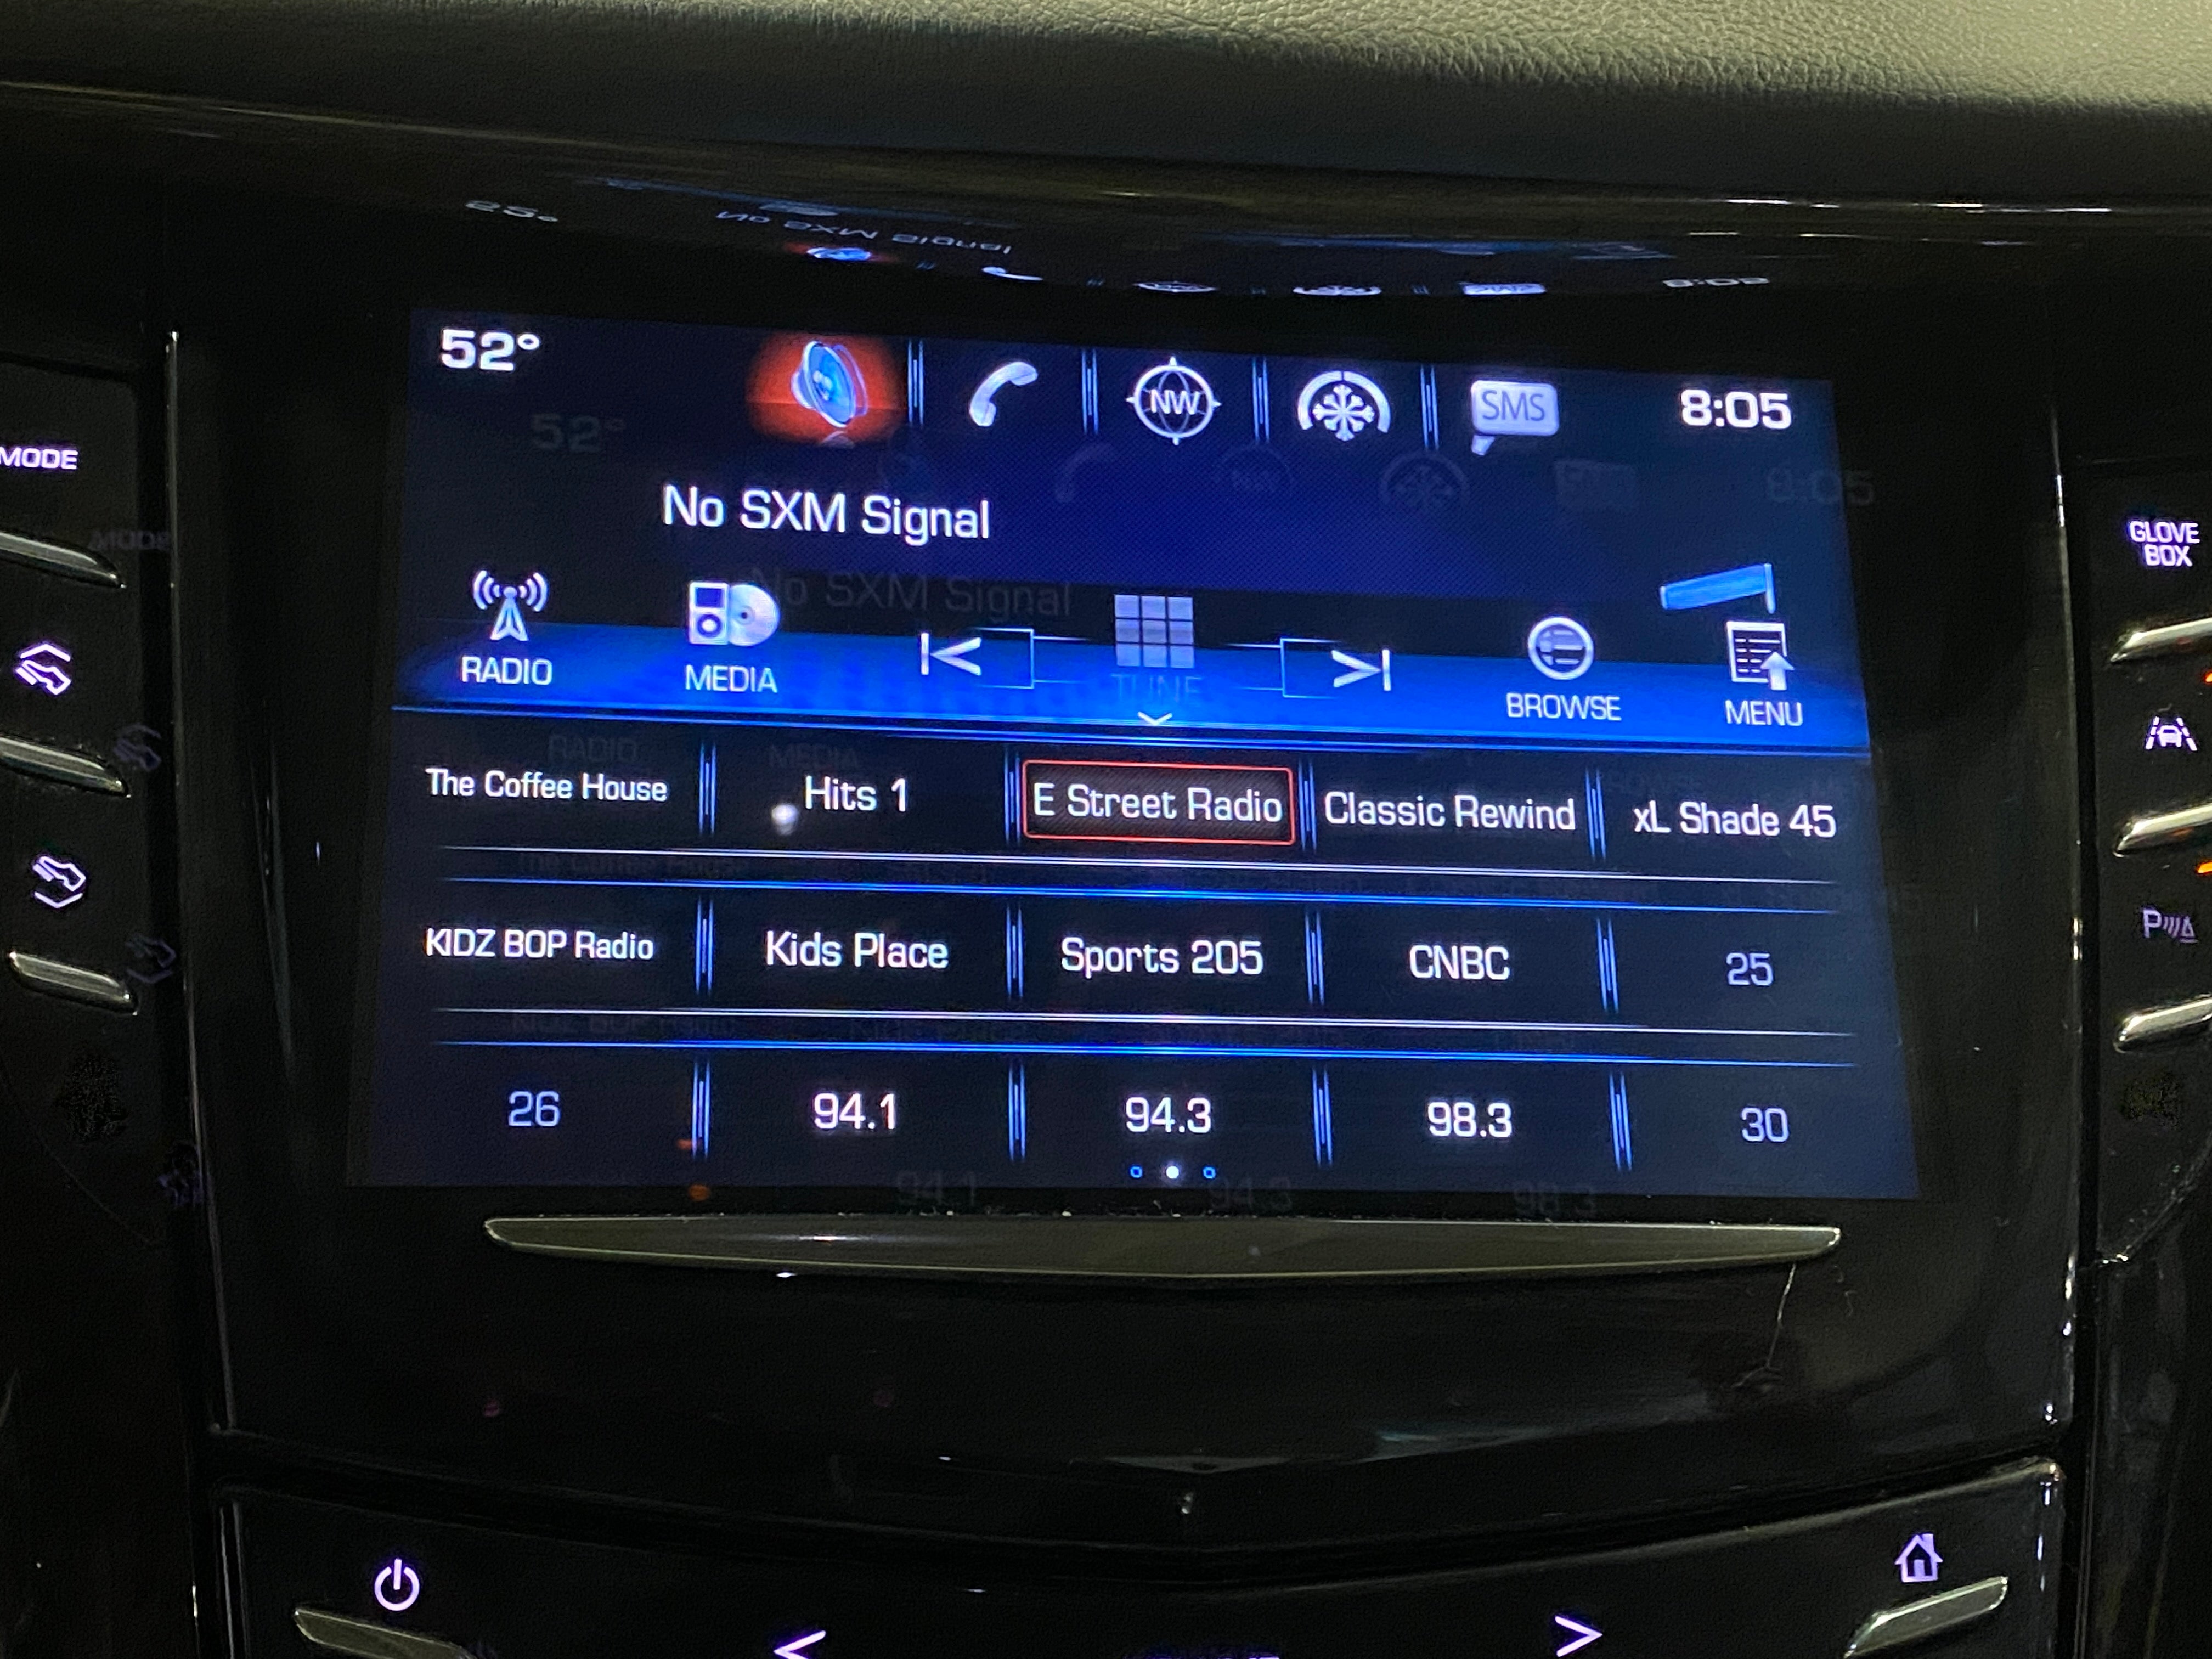 52° NW SMS 8:05
MODE
No SXM Signal
GLOVE
BOX
RADIO MEDIA TUNE BROWSE MENU
The Coffee House Hits 1 E Street Radio Classic Rewind xL Shade 45
KIDZ BOP Radio Kids Place Sports 205 CNBC 25
P
26 94.1 94.3 98.3 30